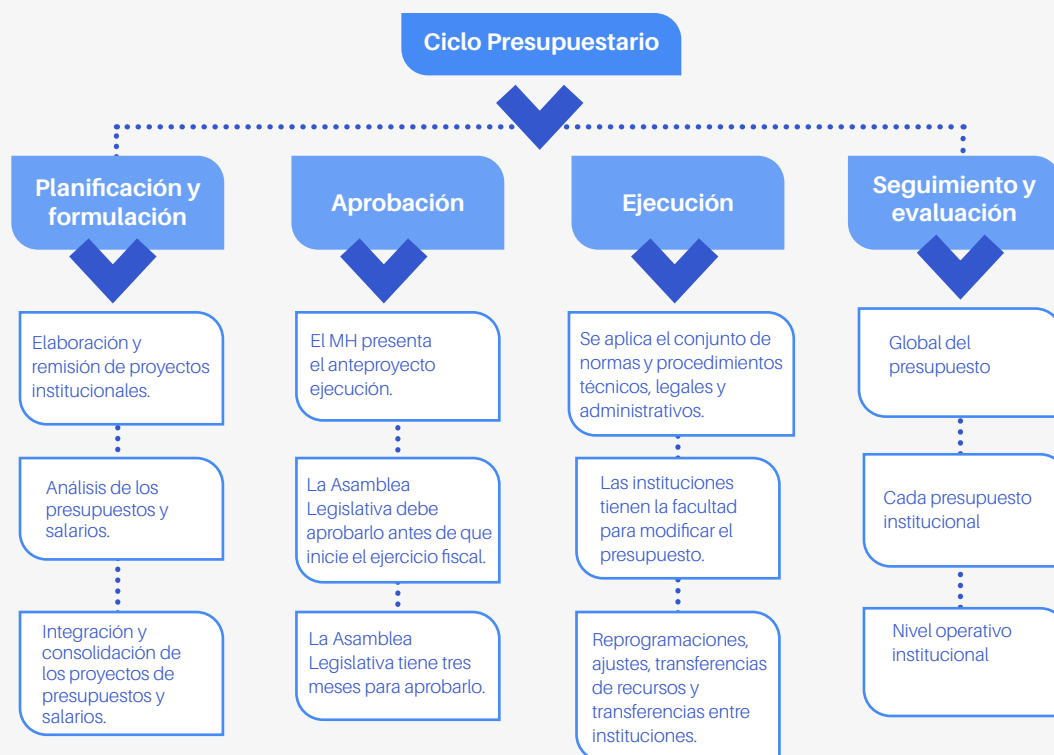 Ciclo Presupuestario
Planificación y
formulación
Elaboración y
remisión de proyectos
institucionales.
Análisis de los
presupuestos y
salarios.
Integración y
consolidación de
los proyectos de
presupuestos y
salarios.
Aprobación
El MH presenta
el anteproyecto
ejecución.
La Asamblea
Legislativa debe
aprobarlo antes de que
inicie el ejercicio fiscal.
La Asamblea
Legislativa tiene tres
meses para aprobarlo.
Ejecución
Se aplica el conjunto de
normas y procedimientos
técnicos, legales y
administrativos.
Las instituciones
tienen la facultad
para modificar el
presupuesto.
Reprogramaciones,
ajustes, transferencias
de recursos y
transferencias entre
instituciones.
Seguimiento y
evaluación
Global del
presupuesto
Cada presupuesto
institucional
Nivel operativo
institucional